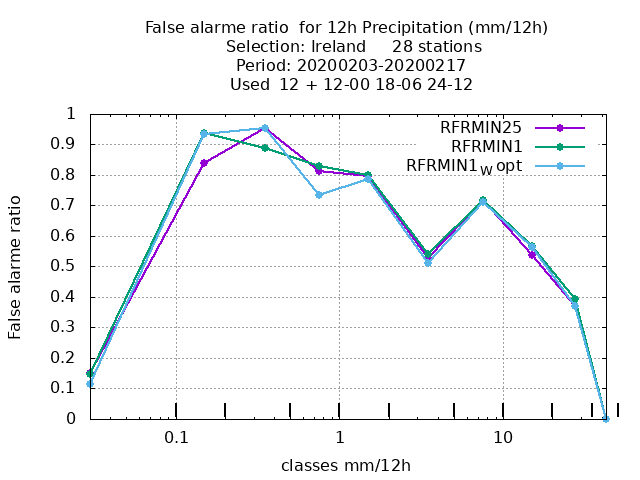 False alarme ratio  for 12h Precipitation (mm/12h)
Selection: Ireland     28 stations
Period: 20200203-20200217
Used  12 + 12-00 18-06 24-12
RFRMIN25
RFRMIN1
RFRMIN1W opt
False alarme ratio
1
0.9
0.8
0.7
0.6
0.5
0.4
0.3
0.2
0.1
0
0.1
1
10
classes mm/12h